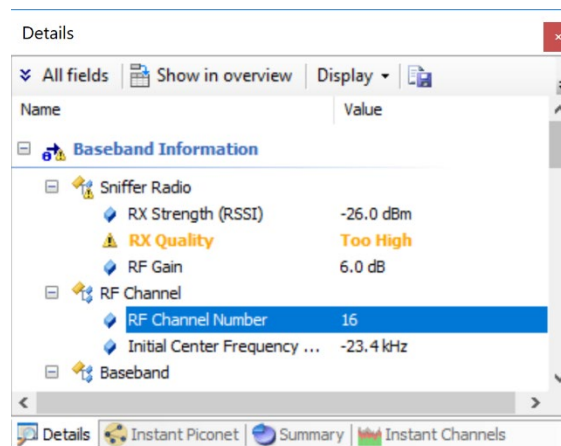 Details
All fields Show in overview Display
Name Value
Baseband Information
Sniffer Radio
RX Strength (RSSI) -26.0 dBm
RX Quality Too High
RF Gain 6.0 dB
RF Channel
RF Channel Number 16
Initial Center Frequency ... -23.4 kHz
Baseband
Details Instant Piconet Summary Instant Channels